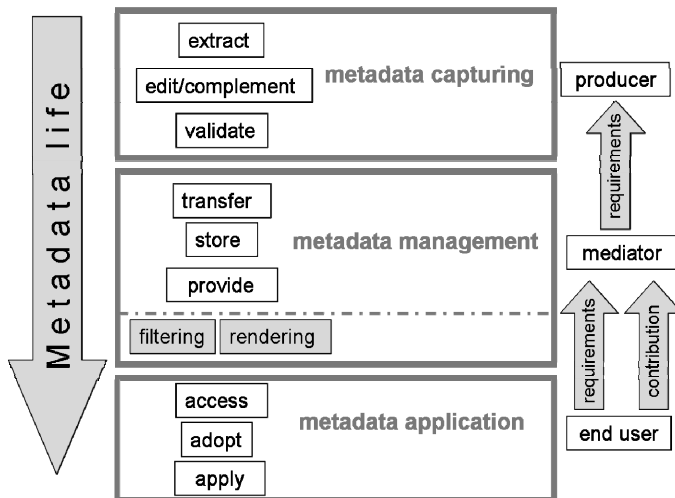 Metadata life
extract
edit/complement
validate
metadata capturing
transfer
store
provide
metadata management
filtering
rendering
access
adopt
apply
metadata application
producer
requirements
mediator
requirements
contribution
end user